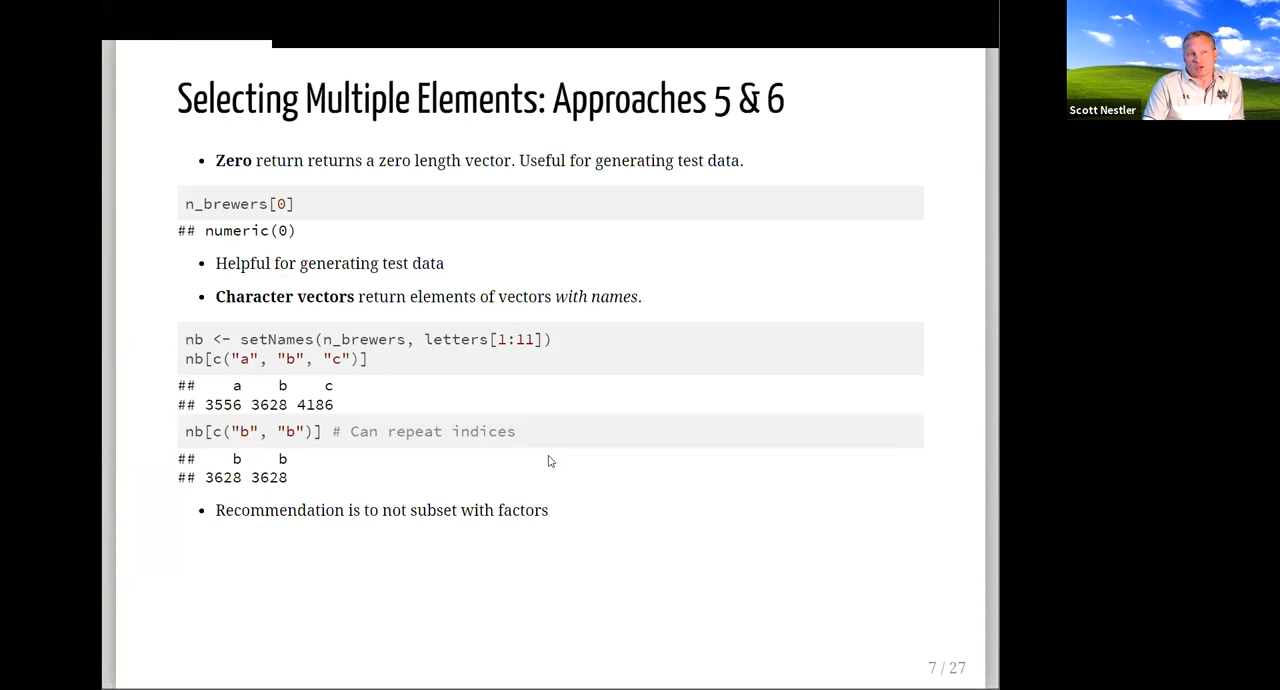 Selecting Multiple Elements: Approaches 5 & 6
Scott Nestler
• Zero return returns a zero length vector. Useful for generating test data.
n_brewers[0]
## numeric(0)
• Helpful for generating test data
• Character vectors return elements of vectors with names.
nb <- setNames(n_brewers, letters[1:11])
nb[c("a", "b", "c")]
##    a    b    c
## 3556 3628 4186
nb[c("b", "b")] # Can repeat indices
##    b    b
## 3628 3628
• Recommendation is to not subset with factors
7 / 27